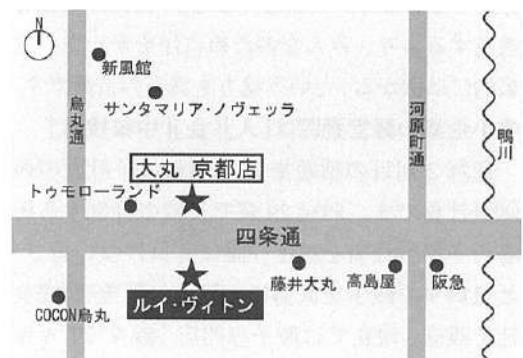 N
新風館
サンタマリア・ノヴェッラ
烏丸通
河原町通
鴨川
大丸 京都店
トゥモローランド
四条通
藤井大丸
高島屋
阪急
ルイ・ヴィトン
COCON烏丸